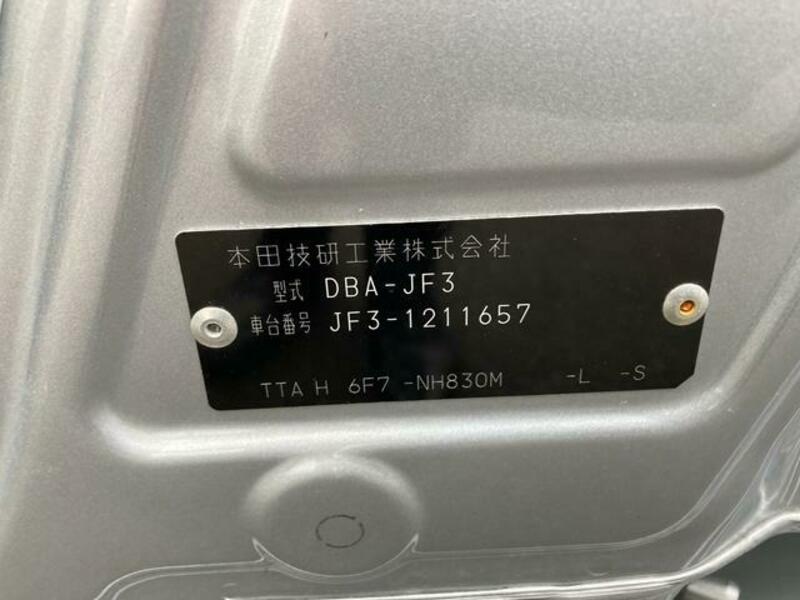 本田技研工業株式会社
型式 DBA-JF3
車台番号 JF3-1211657
TTA H 6F7 -NH830M -L -S